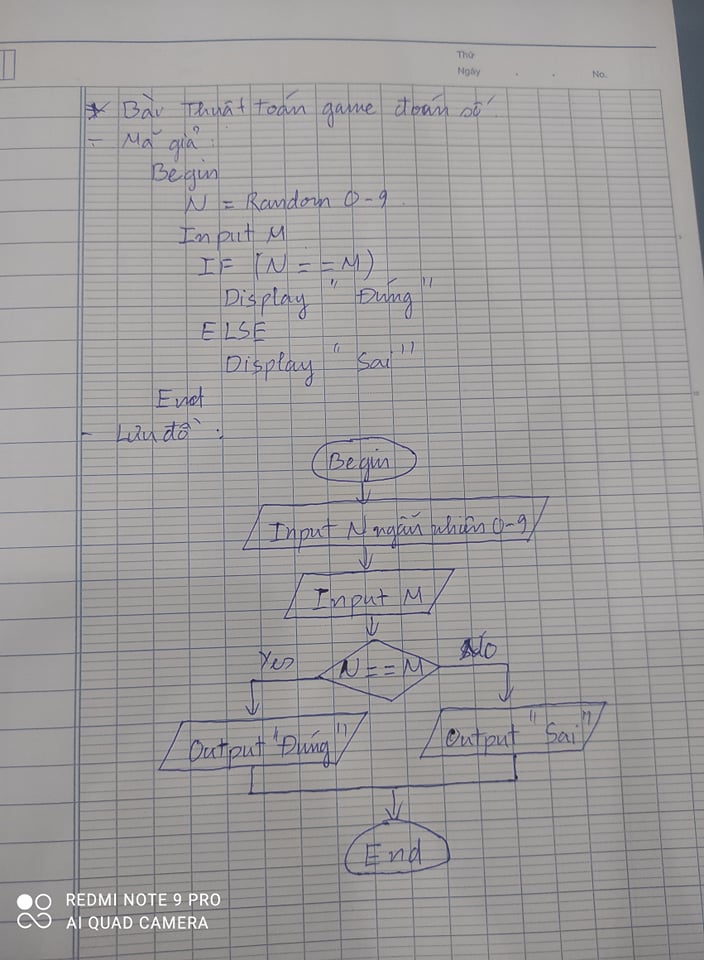 Thứ
Ngày . . No.
* Bài Thuật toán game đoán số.
- Mã giả:
Begin
N = Random 0-9.
Input M
IF (N == M)
Display "Đúng"
ELSE
Display "Sai"
End
- Lưu đồ:
Begin
Input N ngẫu nhiên 0-9
Input M
Yes N == M No
Output "Đúng" Output "Sai"
End
REDMI NOTE 9 PRO
AI QUAD CAMERA